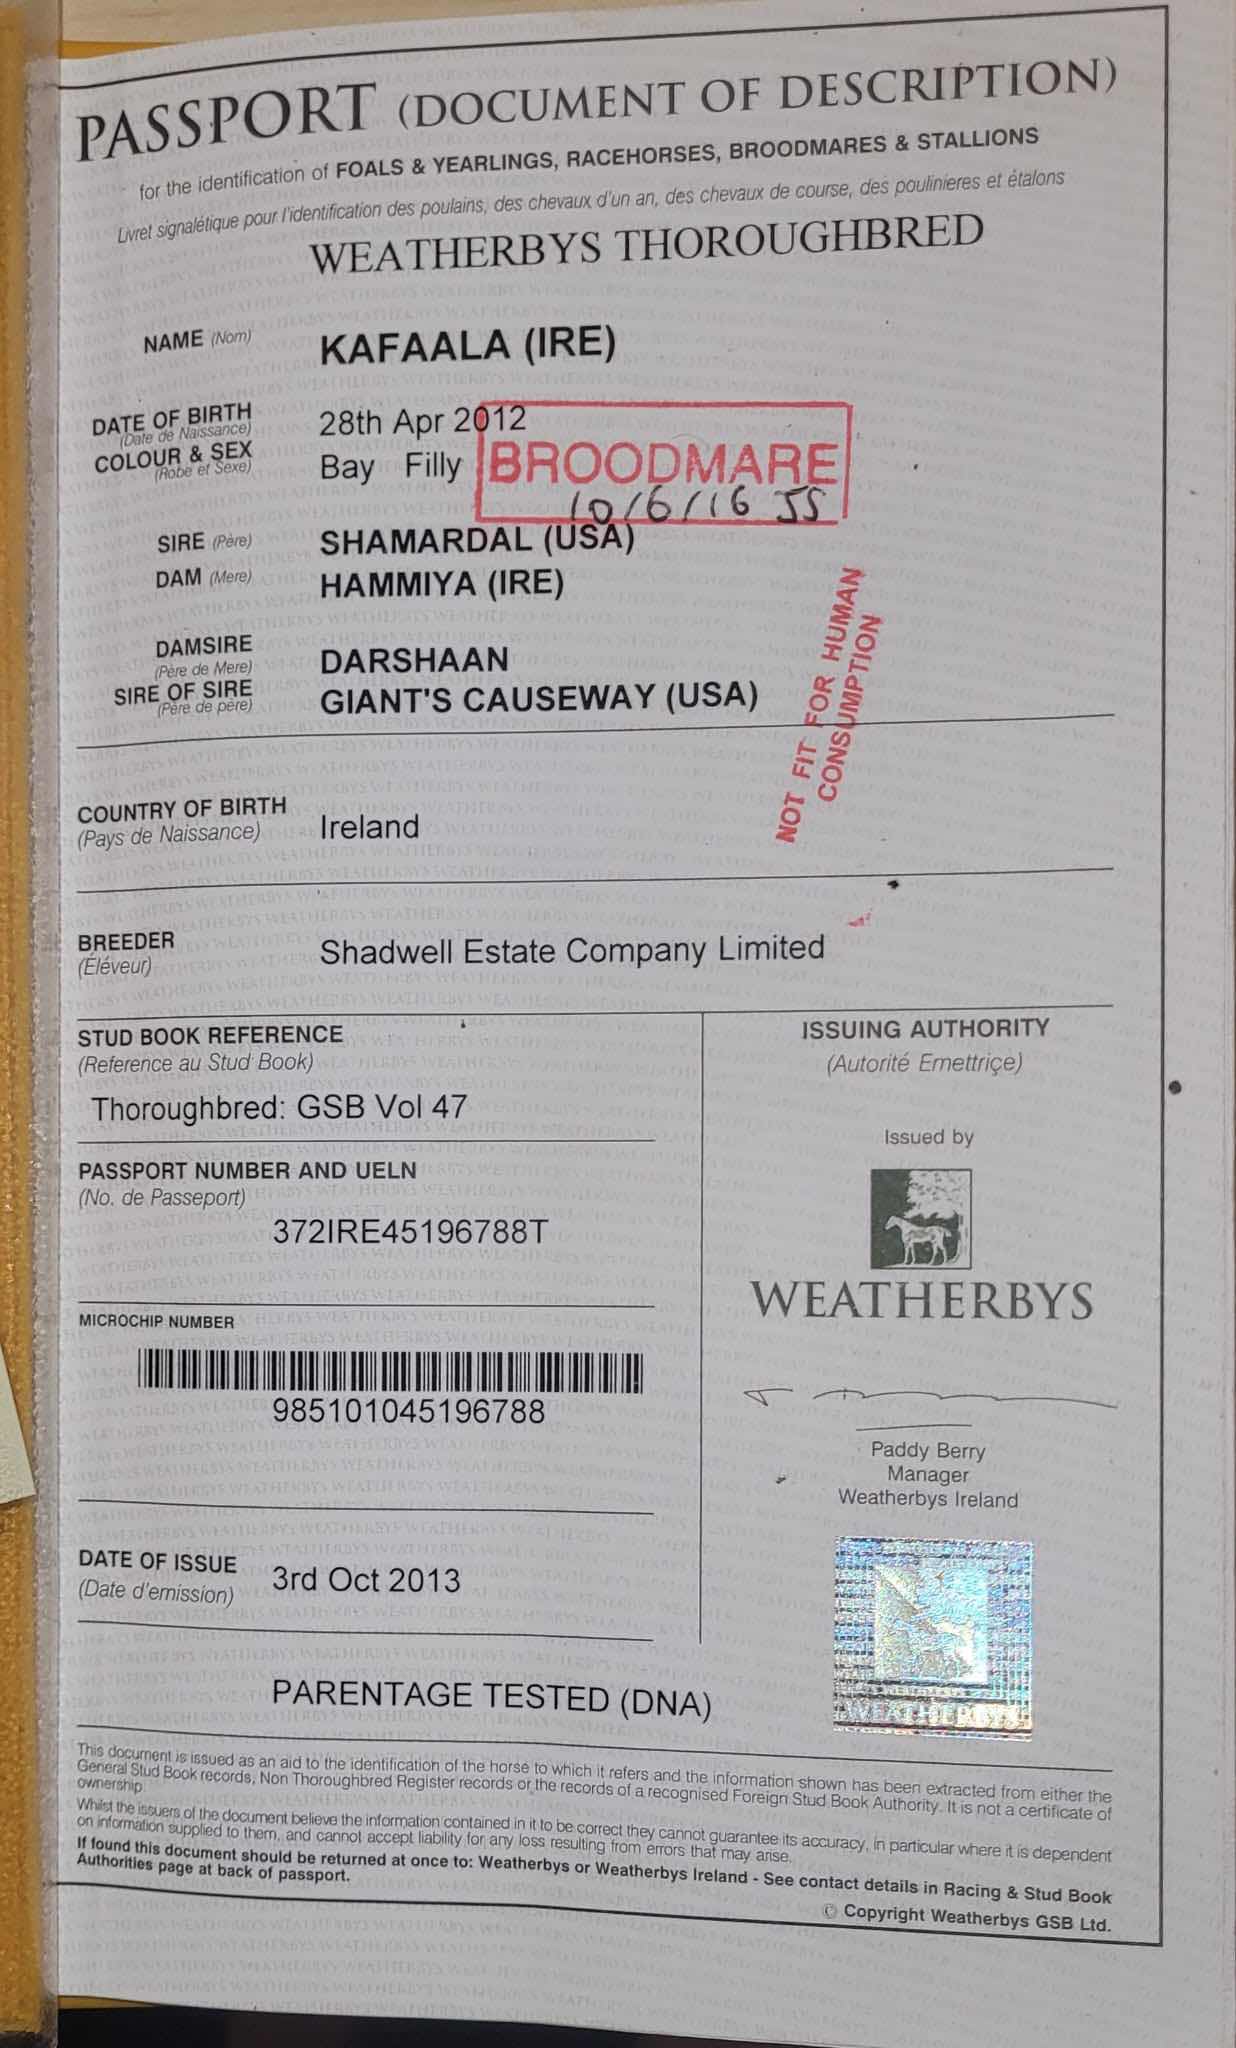 PASSPORT (DOCUMENT OF DESCRIPTION)
for the identification of FOALS & YEARLINGS, RACEHORSES, BROODMARES & STALLIONS
Livret signalétique pour l'identification des poulains, des chevaux d'un an, des chevaux de course, des poulinieres et étalons
WEATHERBYS THOROUGHBRED
NAME (Nom) KAFAALA (IRE)
DATE OF BIRTH 28th Apr 2012
(Date de Naissance)
COLOUR & SEX Bay Filly
(Robe et Sexe)
BROODMARE
10/6/16 JS
SIRE (Père) SHAMARDAL (USA)
DAM (Mere) HAMMIYA (IRE)
DAMSIRE DARSHAAN
(Père de Mere)
SIRE OF SIRE GIANT'S CAUSEWAY (USA)
(Père de père)
NOT FIT FOR HUMAN
CONSUMPTION
COUNTRY OF BIRTH Ireland
(Pays de Naissance)
BREEDER Shadwell Estate Company Limited
(Eléveur)
STUD BOOK REFERENCE
(Reference au Stud Book)
Thoroughbred: GSB Vol 47
PASSPORT NUMBER AND UELN
(No. de Passeport)
372IRE45196788T
MICROCHIP NUMBER
985101045196788
DATE OF ISSUE 3rd Oct 2013
(Date d'emission)
PARENTAGE TESTED (DNA)
ISSUING AUTHORITY
(Autorité Emettriçe)
Issued by
WEATHERBYS
Paddy Berry
Manager
Weatherbys Ireland
WEATHERBYS
This document is issued as an aid to the identification of the horse to which it refers and the information shown has been extracted from either the
General Stud Book records, Non Thoroughbred Register records or the records of a recognised Foreign Stud Book Authority. It is not a certificate of
ownership
Whilst the issuers of the document believe the information contained in it to be correct they cannot guarantee its accuracy, in particular where it is dependent
on information supplied to them, and cannot accept liability for any loss resulting from errors that may arise.
If found this document should be returned at once to: Weatherbys or Weatherbys Ireland - See contact details in Racing & Stud Book
Authorities page at back of passport.
© Copyright Weatherbys GSB Ltd.